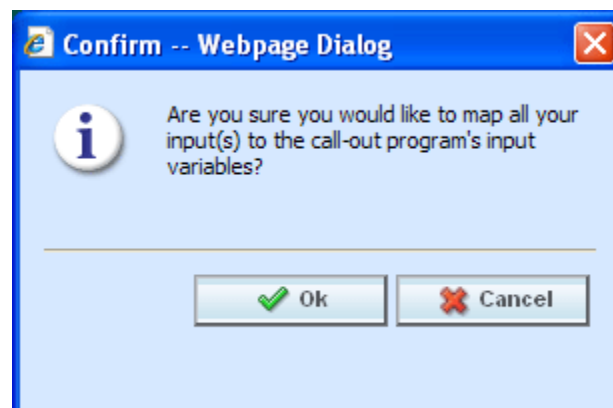 Confirm -- Webpage Dialog
Are you sure you would like to map all your
input(s) to the call-out program's input
variables?
Ok
Cancel